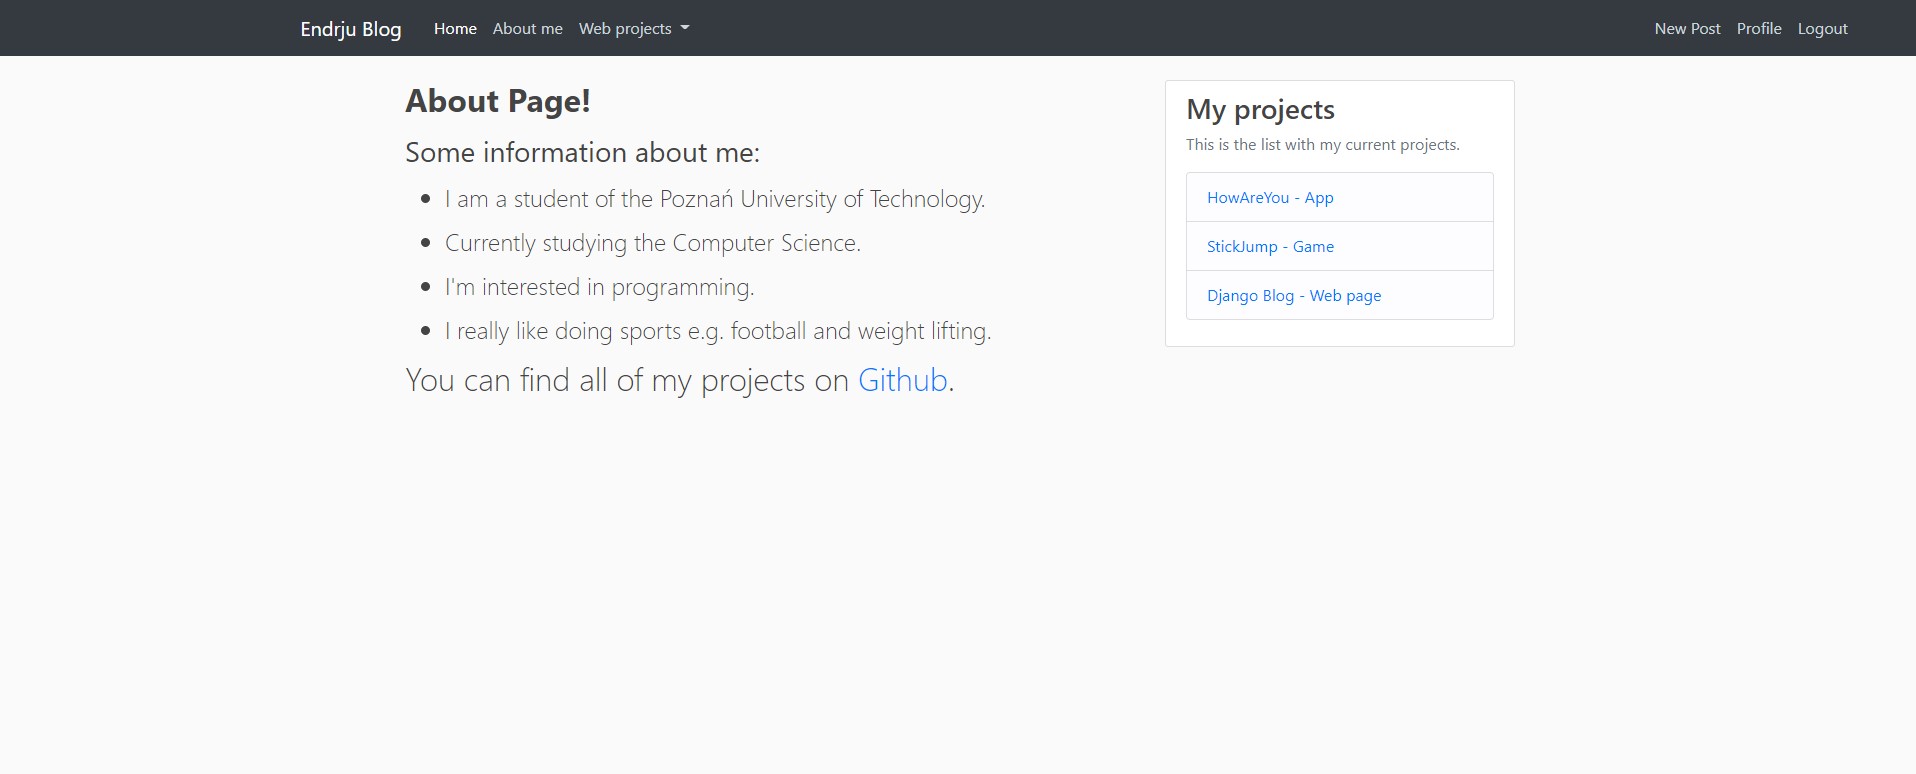 Endrju Blog Home About me Web projects New Post Profile Logout
About Page!
Some information about me:
I am a student of the Poznań University of Technology.
Currently studying the Computer Science.
I'm interested in programming.
I really like doing sports e.g. football and weight lifting.
You can find all of my projects on Github.
My projects
This is the list with my current projects.
HowAreYou - App
StickJump - Game
Django Blog - Web page